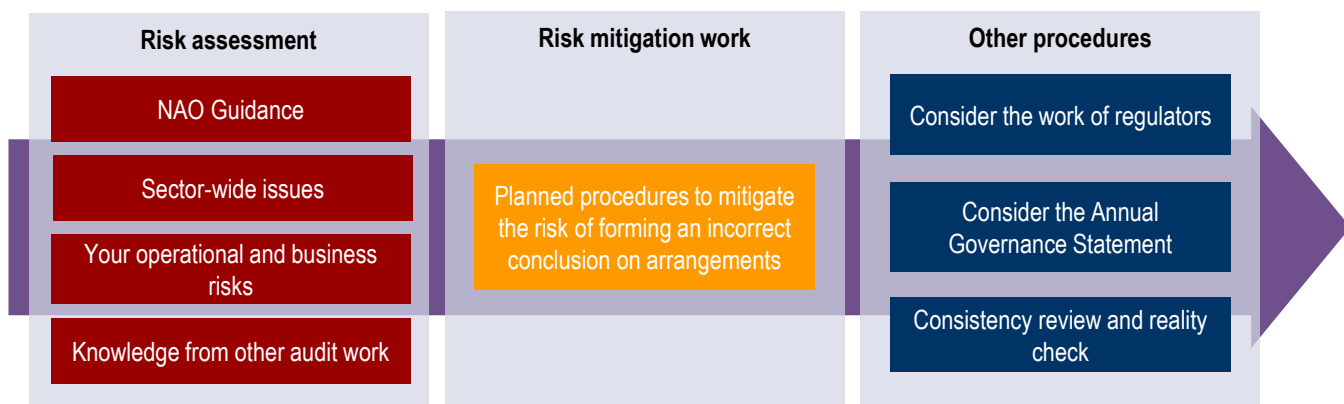 Risk assessment
NAO Guidance
Sector-wide issues
Your operational and business
risks
Knowledge from other audit work
Risk mitigation work
Planned procedures to mitigate
the risk of forming an incorrect
conclusion on arrangements
Other procedures
Consider the work of regulators
Consider the Annual
Governance Statement
Consistency review and reality
check